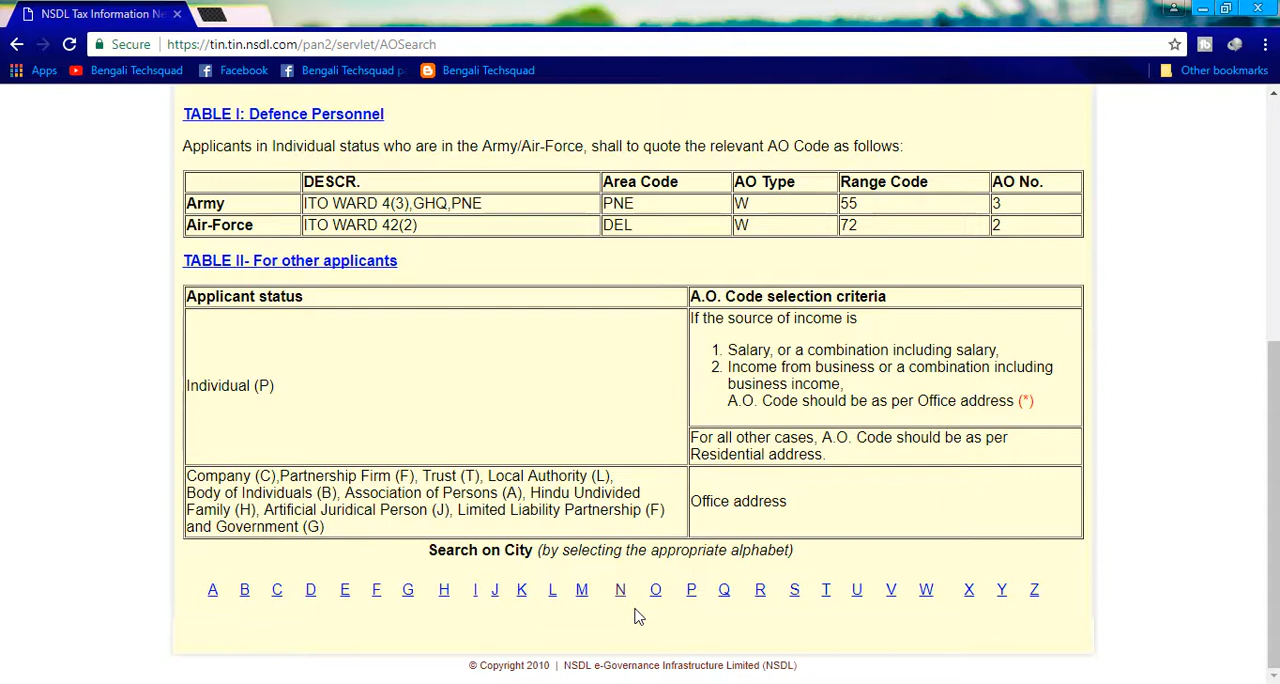 NSDL Tax Information Ne
Secure https://tin.tin.nsdl.com/pan2/servlet/AOSearch
Apps Bengali Techsquad Facebook Bengali Techsquad p Bengali Techsquad Other bookmarks
TABLE I: Defence Personnel
Applicants in Individual status who are in the Army/Air-Force, shall to quote the relevant AO Code as follows:
DESCR. Area Code AO Type Range Code AO No.
Army ITO WARD 4(3),GHQ,PNE PNE W 55 3
Air-Force ITO WARD 42(2) DEL W 72 2
TABLE II- For other applicants
Applicant status A.O. Code selection criteria
If the source of income is
1. Salary, or a combination including salary,
2. Income from business or a combination including
business income,
A.O. Code should be as per Office address (*)
Individual (P)
For all other cases, A.O. Code should be as per
Residential address.
Company (C),Partnership Firm (F), Trust (T), Local Authority (L),
Body of Individuals (B), Association of Persons (A), Hindu Undivided
Family (H), Artificial Juridical Person (J), Limited Liability Partnership (F)
and Government (G)
Office address
Search on City (by selecting the appropriate alphabet)
A B C D E F G H I J K L M N O P Q R S T U V W X Y Z
© Copyright 2010 | NSDL e-Governance Infrastructure Limited (NSDL)